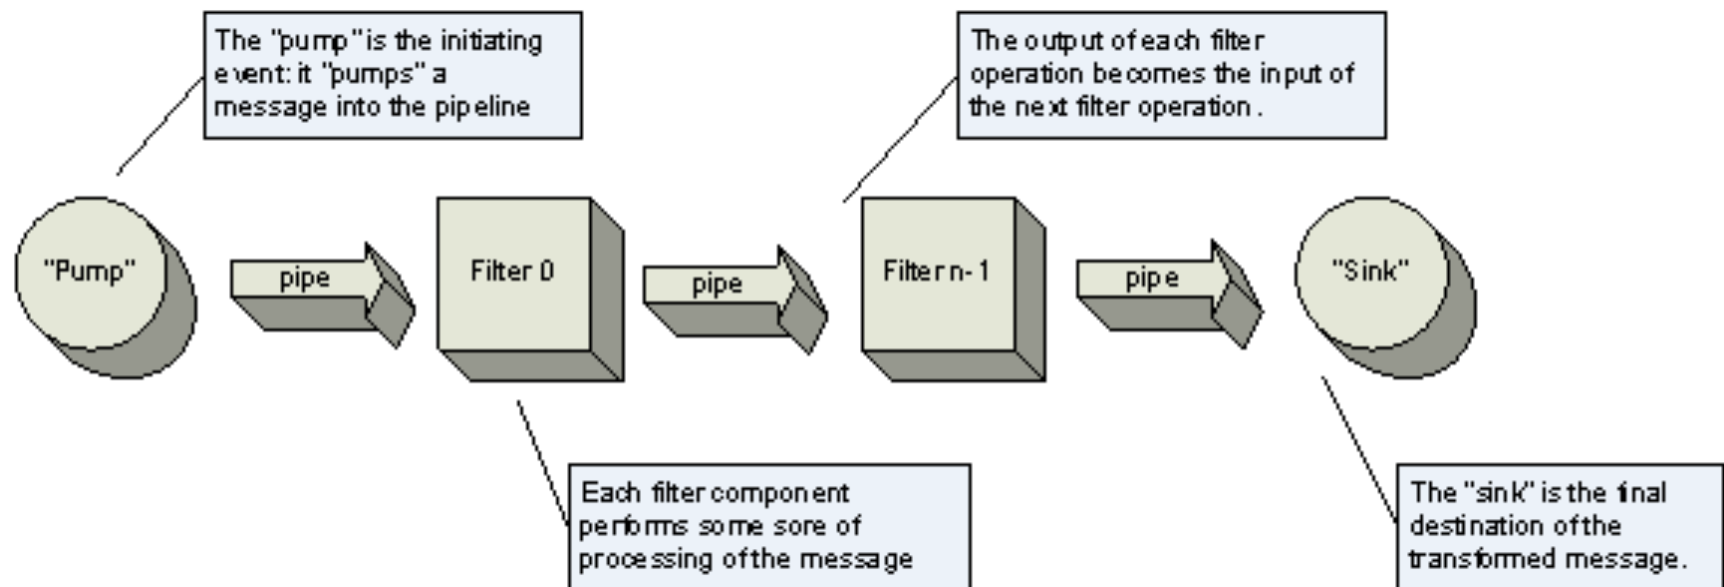 The "pump" is the initiating
event: it "pumps" a
message into the pipeline
The output of each filter
operation becomes the input of
the next filter operation.
"Pump"
pipe
Filter 0
pipe
Filter n-1
pipe
"Sink"
Each filter component
performs some sore of
processing of the message
The "sink" is the final
destination of the
transformed message.